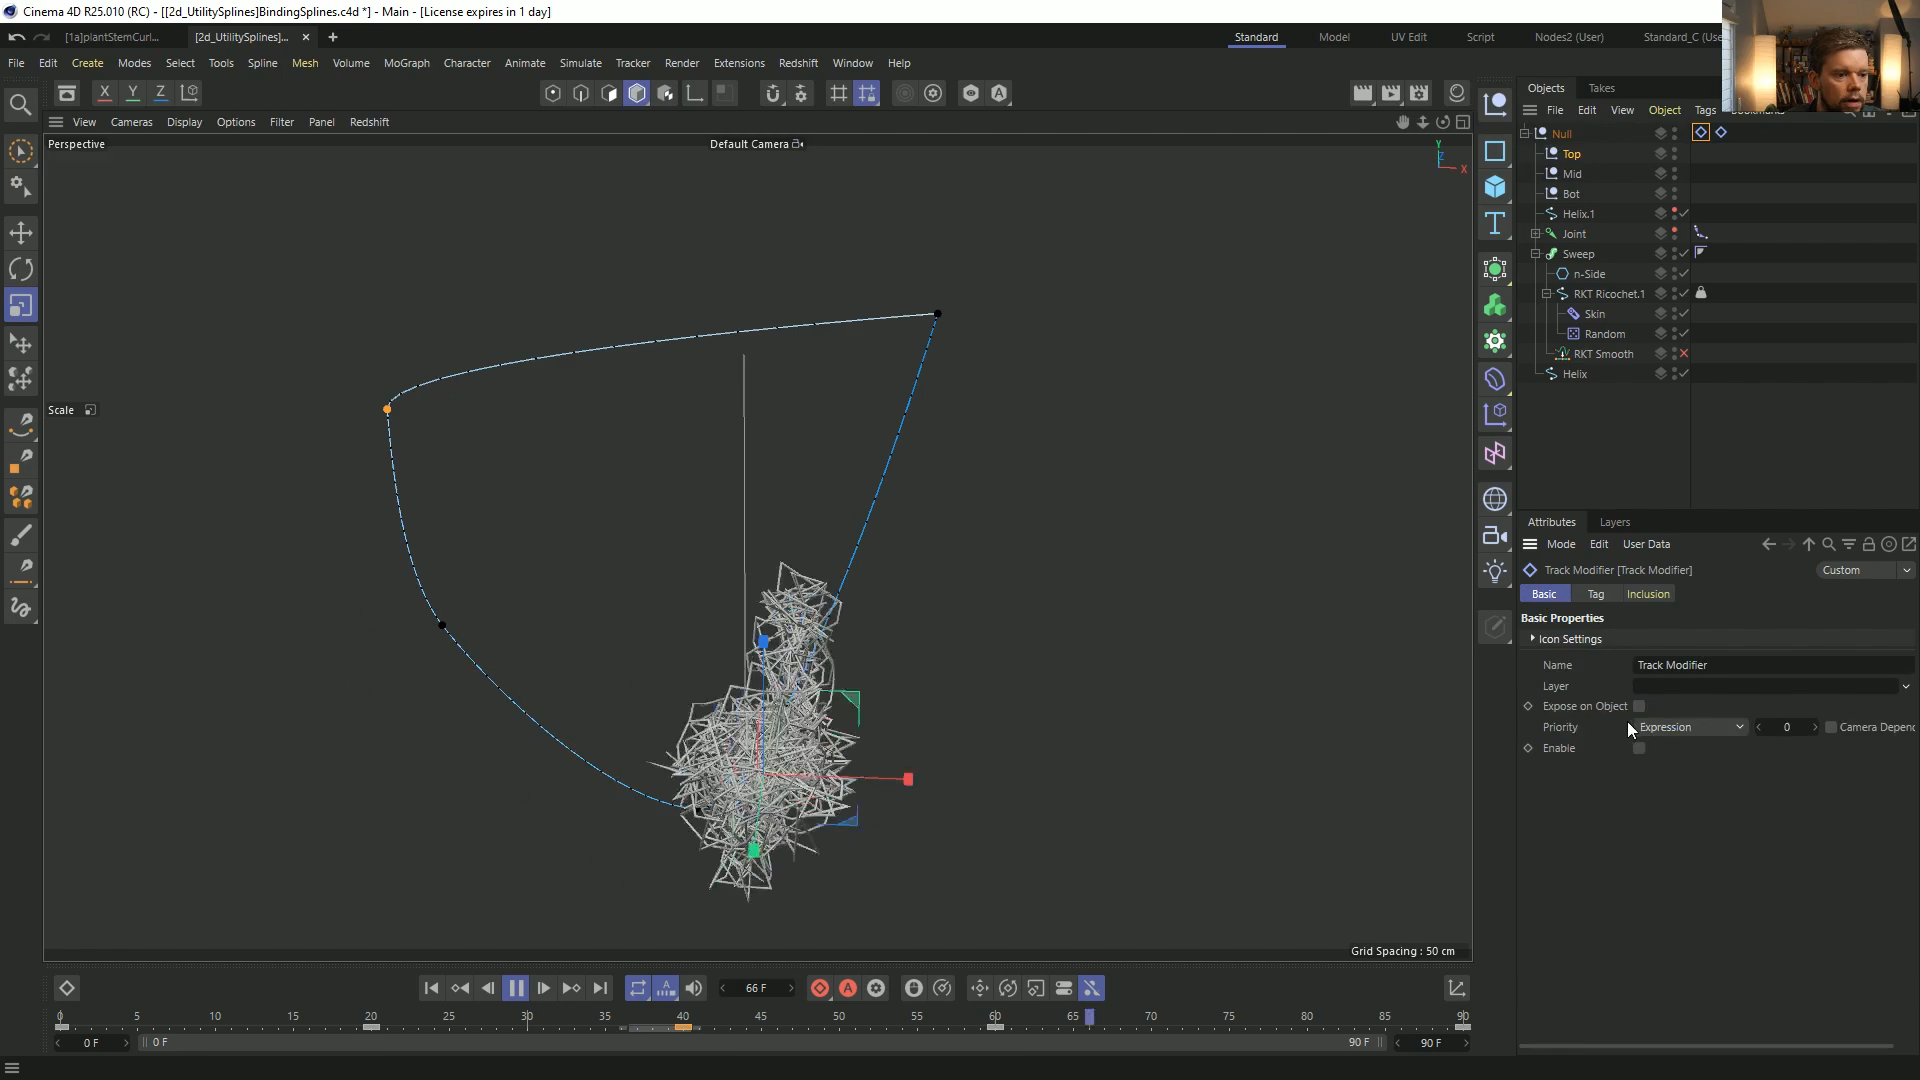 Cinema 4D R25.010 (RC) - [[2d_UtilitySplines]BindingSplines.c4d *] - Main - [License expires in 1 day]
[1a]plantStemCurl...
[2d_UtilitySplines]...
Standard
Model
UV Edit
Script
Nodes2 (User)
Standard_C (Use
File Edit Create Modes Select Tools Spline Mesh Volume MoGraph Character Animate Simulate Tracker Render Extensions Redshift Window Help
X Y Z
Objects Takes
File Edit View Object Tags
View Cameras Display Options Filter Panel Redshift
Perspective
Default Camera
Y
Z
X
Null
Top
Mid
Bot
Helix.1
Joint
Sweep
n-Side
RKT Ricochet.1
Skin
Random
RKT Smooth
Helix
Scale
Attributes Layers
Mode Edit User Data
Track Modifier [Track Modifier]
Custom
Basic Tag Inclusion
Basic Properties
Icon Settings
Name Track Modifier
Layer
Expose on Object
Priority Expression 0 Camera Depend
Enable
Grid Spacing : 50 cm
66 F
0 5 10 15 20 25 30 35 40 45 50 55 60 65 70 75 80 85 90
0 F
0 F
90 F
90 F